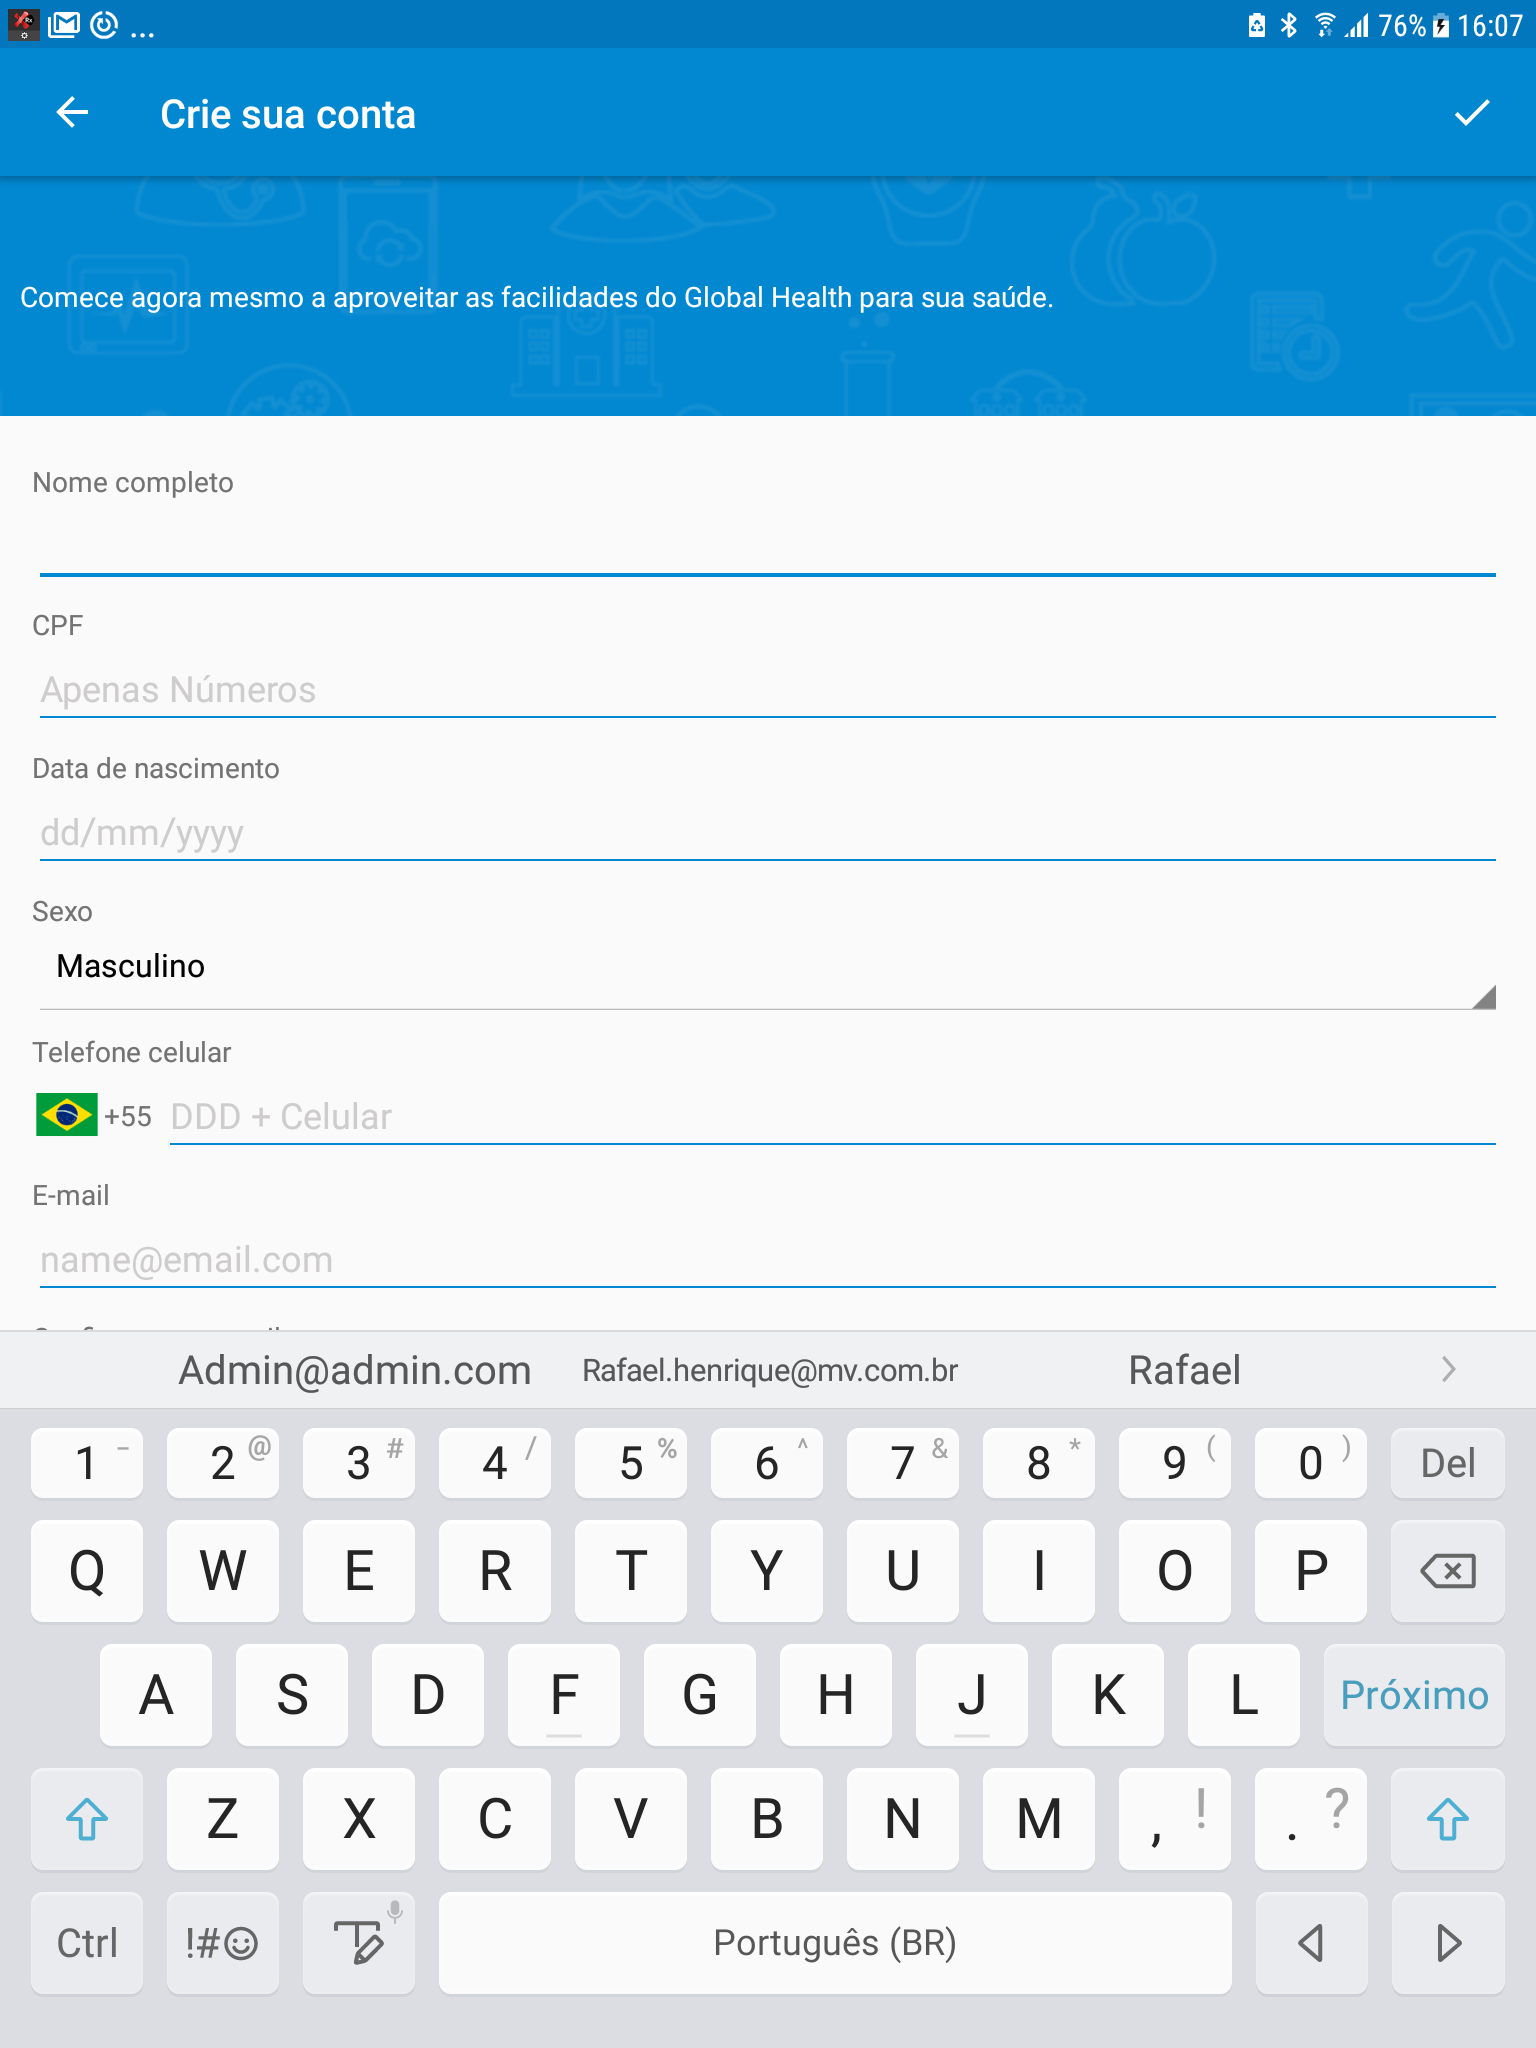 ... 76% 16:07
Crie sua conta
Comece agora mesmo a aproveitar as facilidades do Global Health para sua saúde.
Nome completo
CPF
Apenas Números
Data de nascimento
dd/mm/yyyy
Sexo
Masculino
Telefone celular
+55 DDD + Celular
E-mail
name@email.com
Admin@admin.com Rafael.henrique@mv.com.br Rafael
1 - 2 @ 3 # 4 / 5 % 6 ^ 7 & 8 * 9 ( 0 ) Del
Q W E R T Y U I O P
A S D F G H J K L Próximo
Z X C V B N M , ! . ?
Ctrl !#☺ Português (BR)